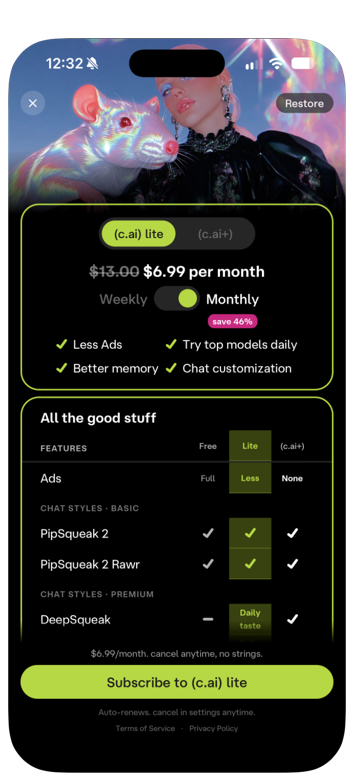 12:32
Restore
(c.ai) lite (c.ai+)
$13.00 $6.99 per month
Weekly Monthly
save 46%
Less Ads Try top models daily
Better memory Chat customization
All the good stuff
FEATURES Free Lite (c.ai+)
Ads Full Less None
CHAT STYLES · BASIC
PipSqueak 2
PipSqueak 2 Rawr
CHAT STYLES · PREMIUM
DeepSqueak Daily
taste
$6.99/month. cancel anytime, no strings.
Subscribe to (c.ai) lite
Auto-renews. cancel in settings anytime.
Terms of Service · Privacy Policy